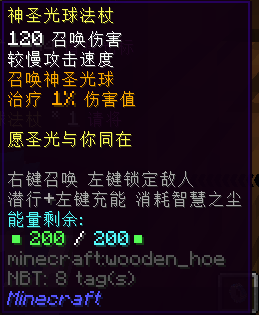 神圣光球法杖
120 召唤伤害
较慢攻击速度
召唤神圣光球
治疗 1% 伤害值
愿圣光与你同在
右键召唤 左键锁定敌人
潜行+左键充能 消耗智慧之尘
能量剩余:
▪ 200 / 200 ▪
minecraft:wooden_hoe
NBT: 8 tag(s)
Minecraft